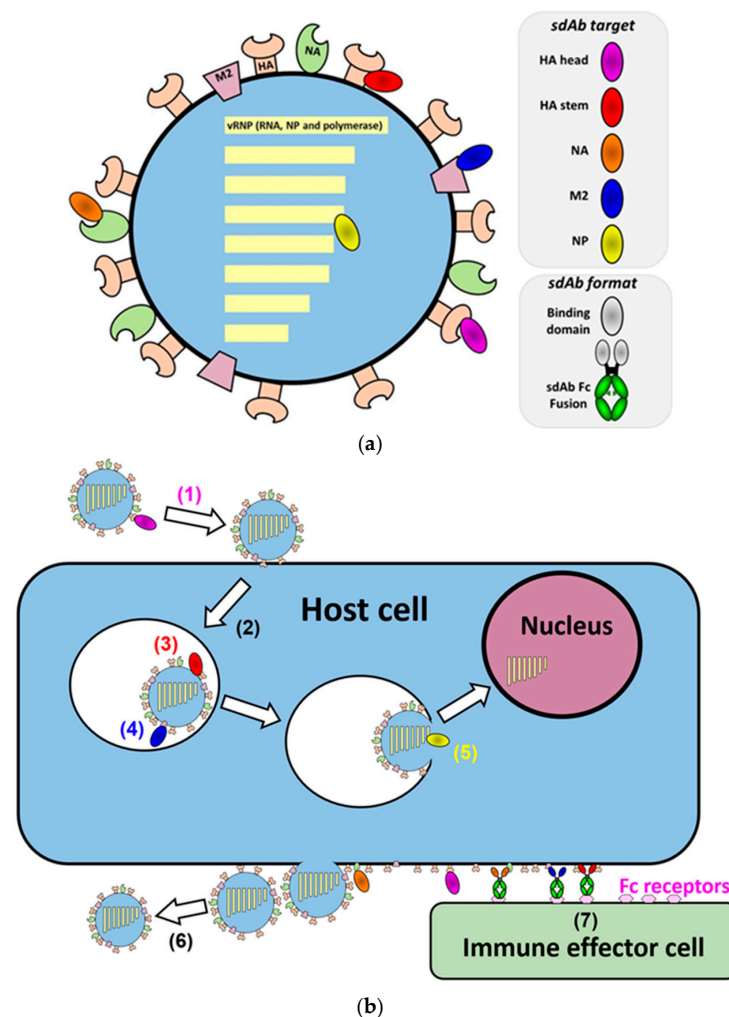 NA
HA
M2
vRNP (RNA, NP and polymerase)
sdAb target
HA head
HA stem
NA
M2
NP
sdAb format
Binding
domain
sdAb Fc
Fusion
(a)
(1)
Host cell
Nucleus
(2)
(3)
(4)
(5)
Fc receptors
(6)
(7)
Immune effector cell
(b)